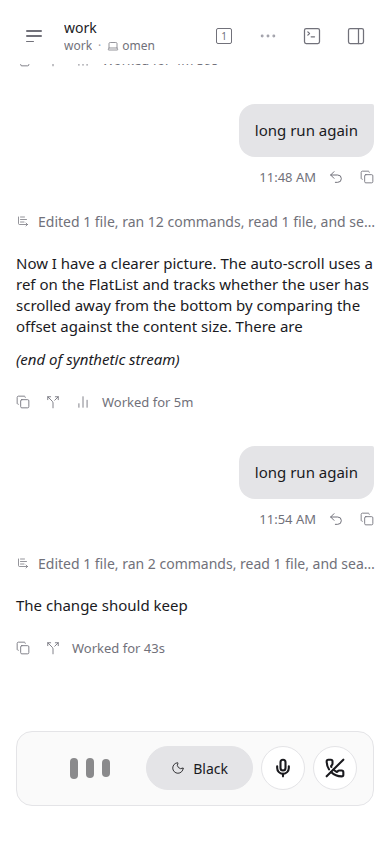 work
work · omen
1
long run again
11:48 AM
Edited 1 file, ran 12 commands, read 1 file, and se...
Now I have a clearer picture. The auto-scroll uses a
ref on the FlatList and tracks whether the user has
scrolled away from the bottom by comparing the
offset against the content size. There are
(end of synthetic stream)
Worked for 5m
long run again
11:54 AM
Edited 1 file, ran 2 commands, read 1 file, and sea...
The change should keep
Worked for 43s
Black